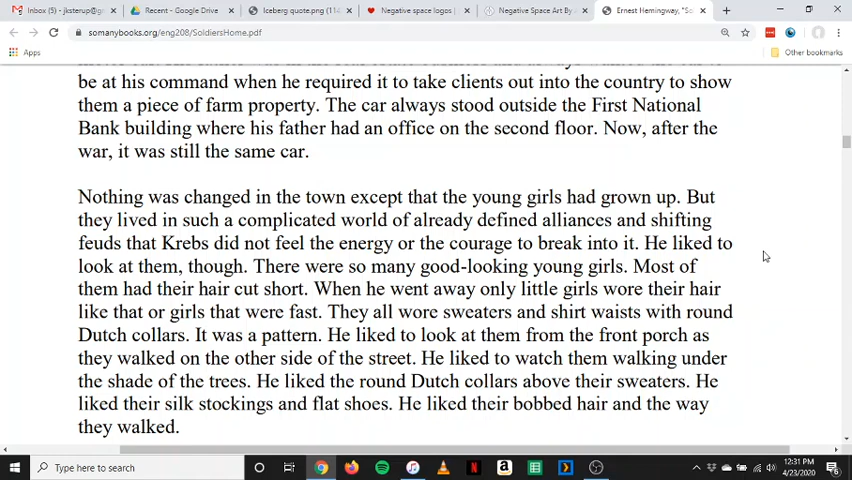 Inbox (5) - jksterup@g
Recent - Google Drive
Iceberg quote.png (114
Negative space logos |
Negative Space Art By
Ernest Hemingway, "So
somanybooks.org/eng208/SoldiersHome.pdf
Apps
Other bookmarks
be at his command when he required it to take clients out into the country to show
them a piece of farm property. The car always stood outside the First National
Bank building where his father had an office on the second floor. Now, after the
war, it was still the same car.
Nothing was changed in the town except that the young girls had grown up. But
they lived in such a complicated world of already defined alliances and shifting
feuds that Krebs did not feel the energy or the courage to break into it. He liked to
look at them, though. There were so many good-looking young girls. Most of
them had their hair cut short. When he went away only little girls wore their hair
like that or girls that were fast. They all wore sweaters and shirt waists with round
Dutch collars. It was a pattern. He liked to look at them from the front porch as
they walked on the other side of the street. He liked to watch them walking under
the shade of the trees. He liked the round Dutch collars above their sweaters. He
liked their silk stockings and flat shoes. He liked their bobbed hair and the way
they walked.
Type here to search
12:31 PM
4/23/2020